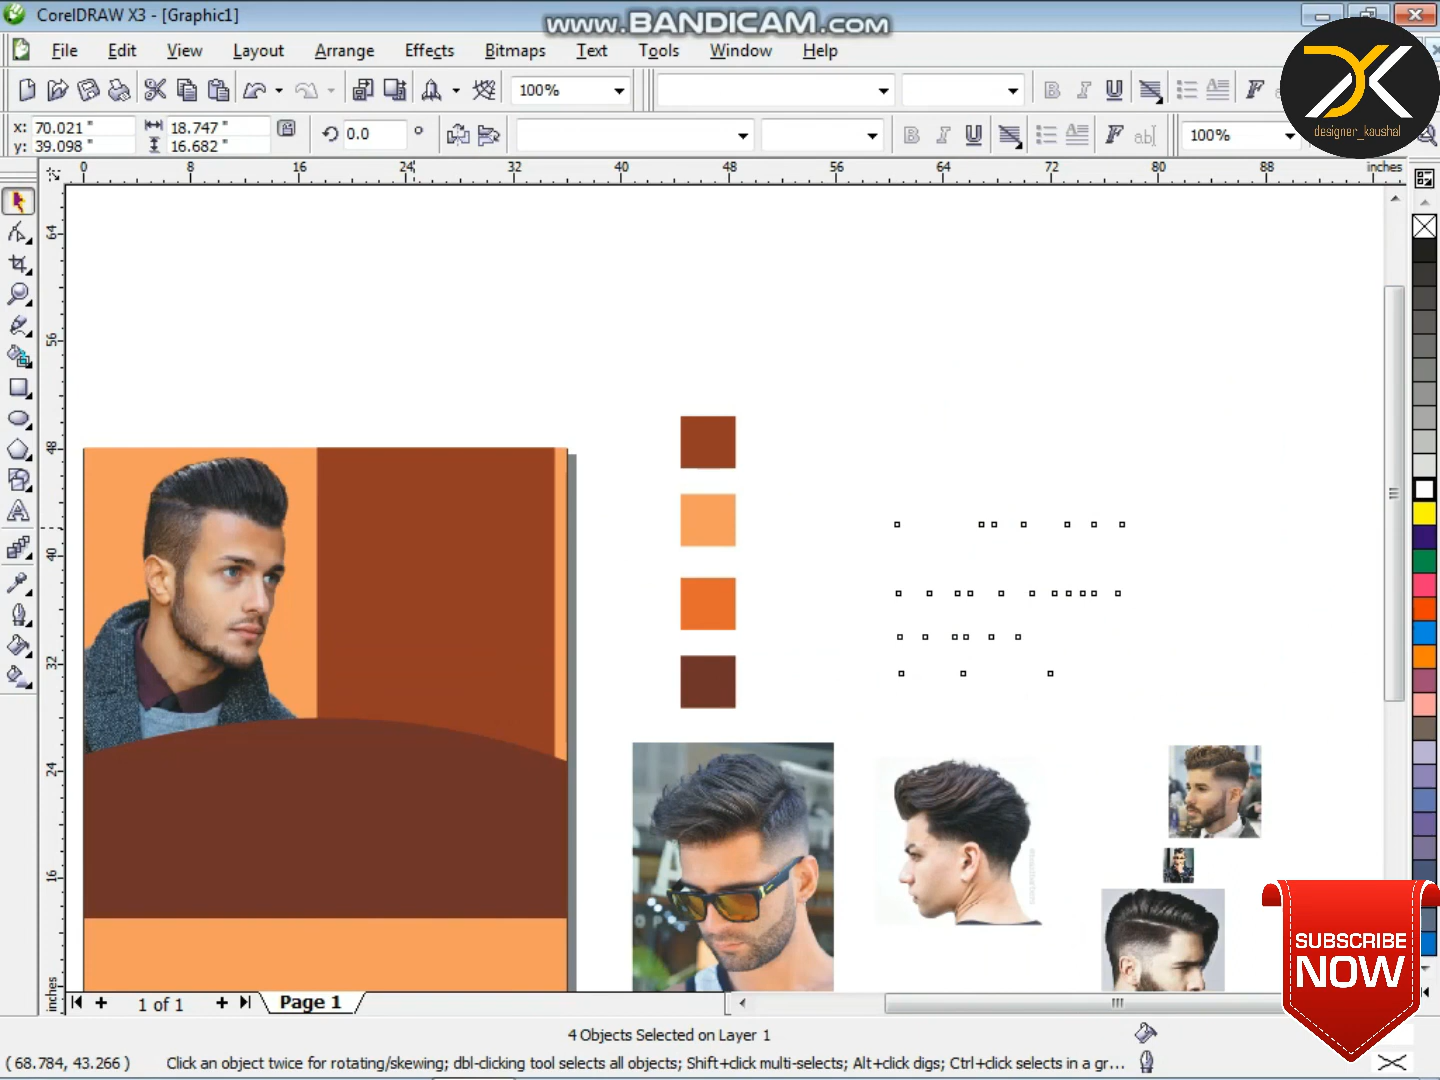 CorelDRAW X3 - [Graphic1]
www.BANDICAM.com
File Edit View Layout Arrange Effects Bitmaps Text Tools Window Help
100%
designer_kaushal
x: 70.021 "
y: 39.098 "
18.747 "
16.682 "
0.0 °
100%
0 8 16 24 32 40 48 56 64 72 80 88 inches
64
56
48
40
32
24
16
inches
1 of 1
Page 1
4 Objects Selected on Layer 1
( 68.784, 43.266 )
Click an object twice for rotating/skewing; dbl-clicking tool selects all objects; Shift+click multi-selects; Alt+click digs; Ctrl+click selects in a gr...
SUBSCRIBE
NOW